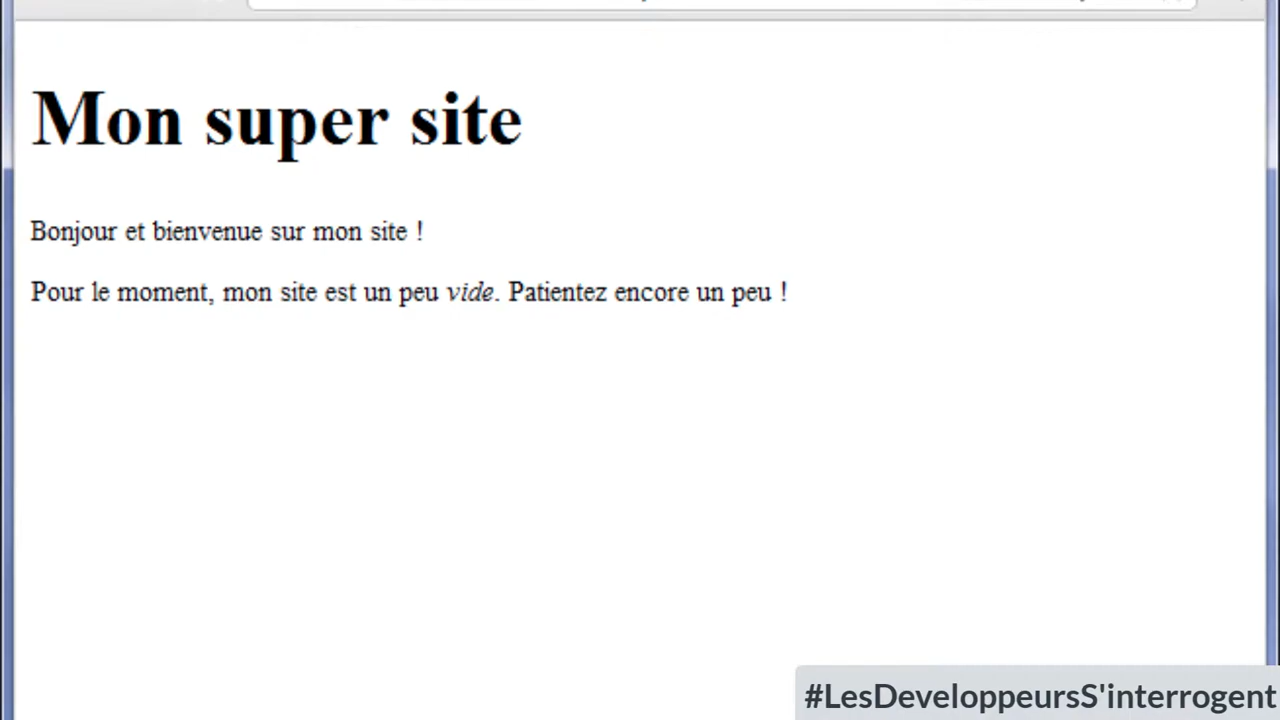 Mon super site
Bonjour et bienvenue sur mon site !
Pour le moment, mon site est un peu vide. Patientez encore un peu !
#LesDeveloppeursS'interrogent